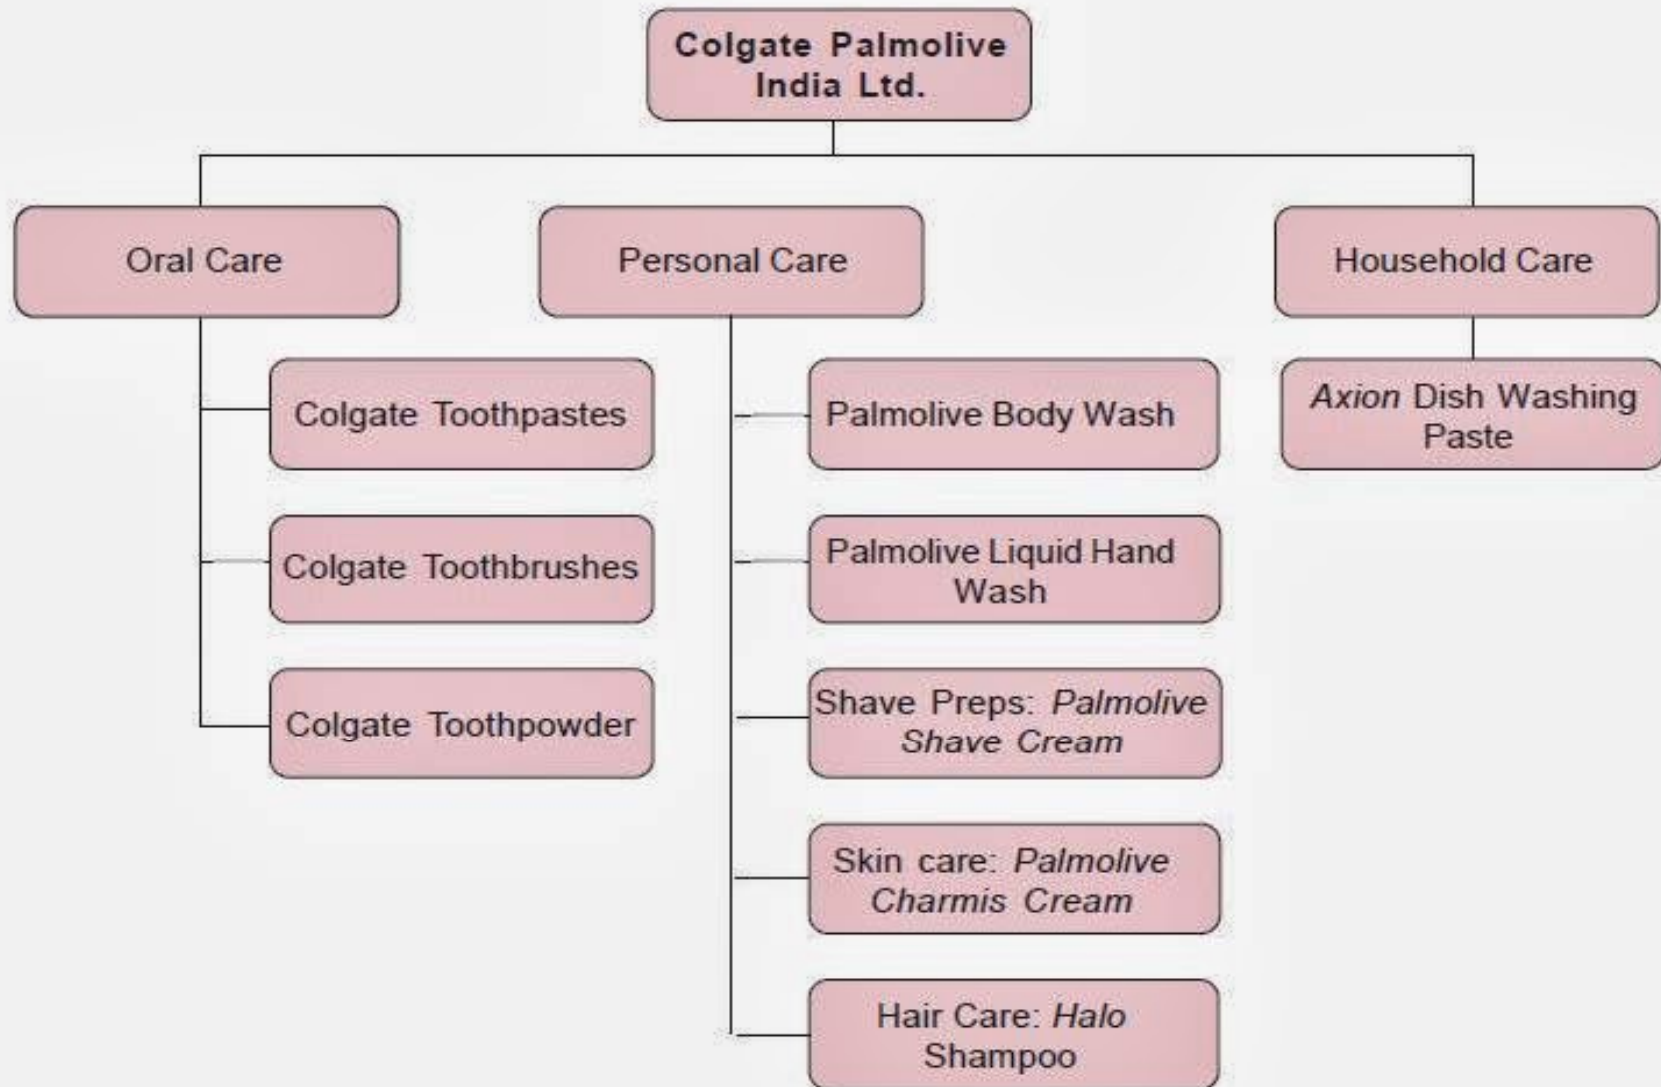 Colgate Palmolive
India Ltd.
Oral Care
Personal Care
Household Care
Colgate Toothpastes
Colgate Toothbrushes
Colgate Toothpowder
Palmolive Body Wash
Palmolive Liquid Hand
Wash
Shave Preps: Palmolive
Shave Cream
Skin care: Palmolive
Charmis Cream
Hair Care: Halo
Shampoo
Axion Dish Washing
Paste